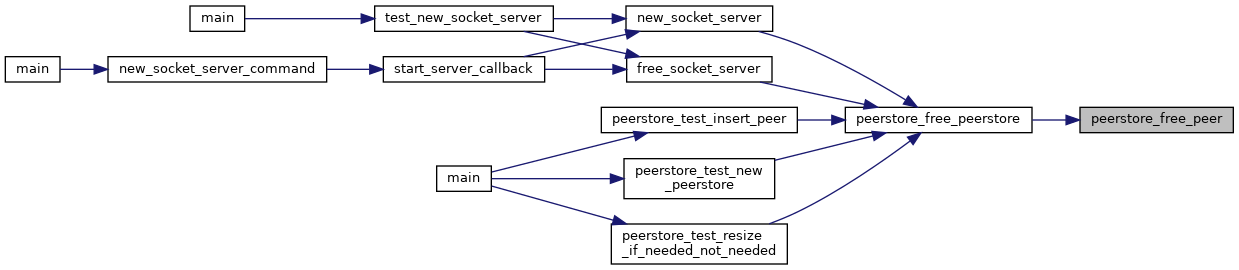 main
test_new_socket_server
new_socket_server
main
new_socket_server_command
start_server_callback
free_socket_server
peerstore_test_insert_peer
peerstore_free_peerstore
peerstore_free_peer
main
peerstore_test_new
_peerstore
peerstore_test_resize
_if_needed_not_needed